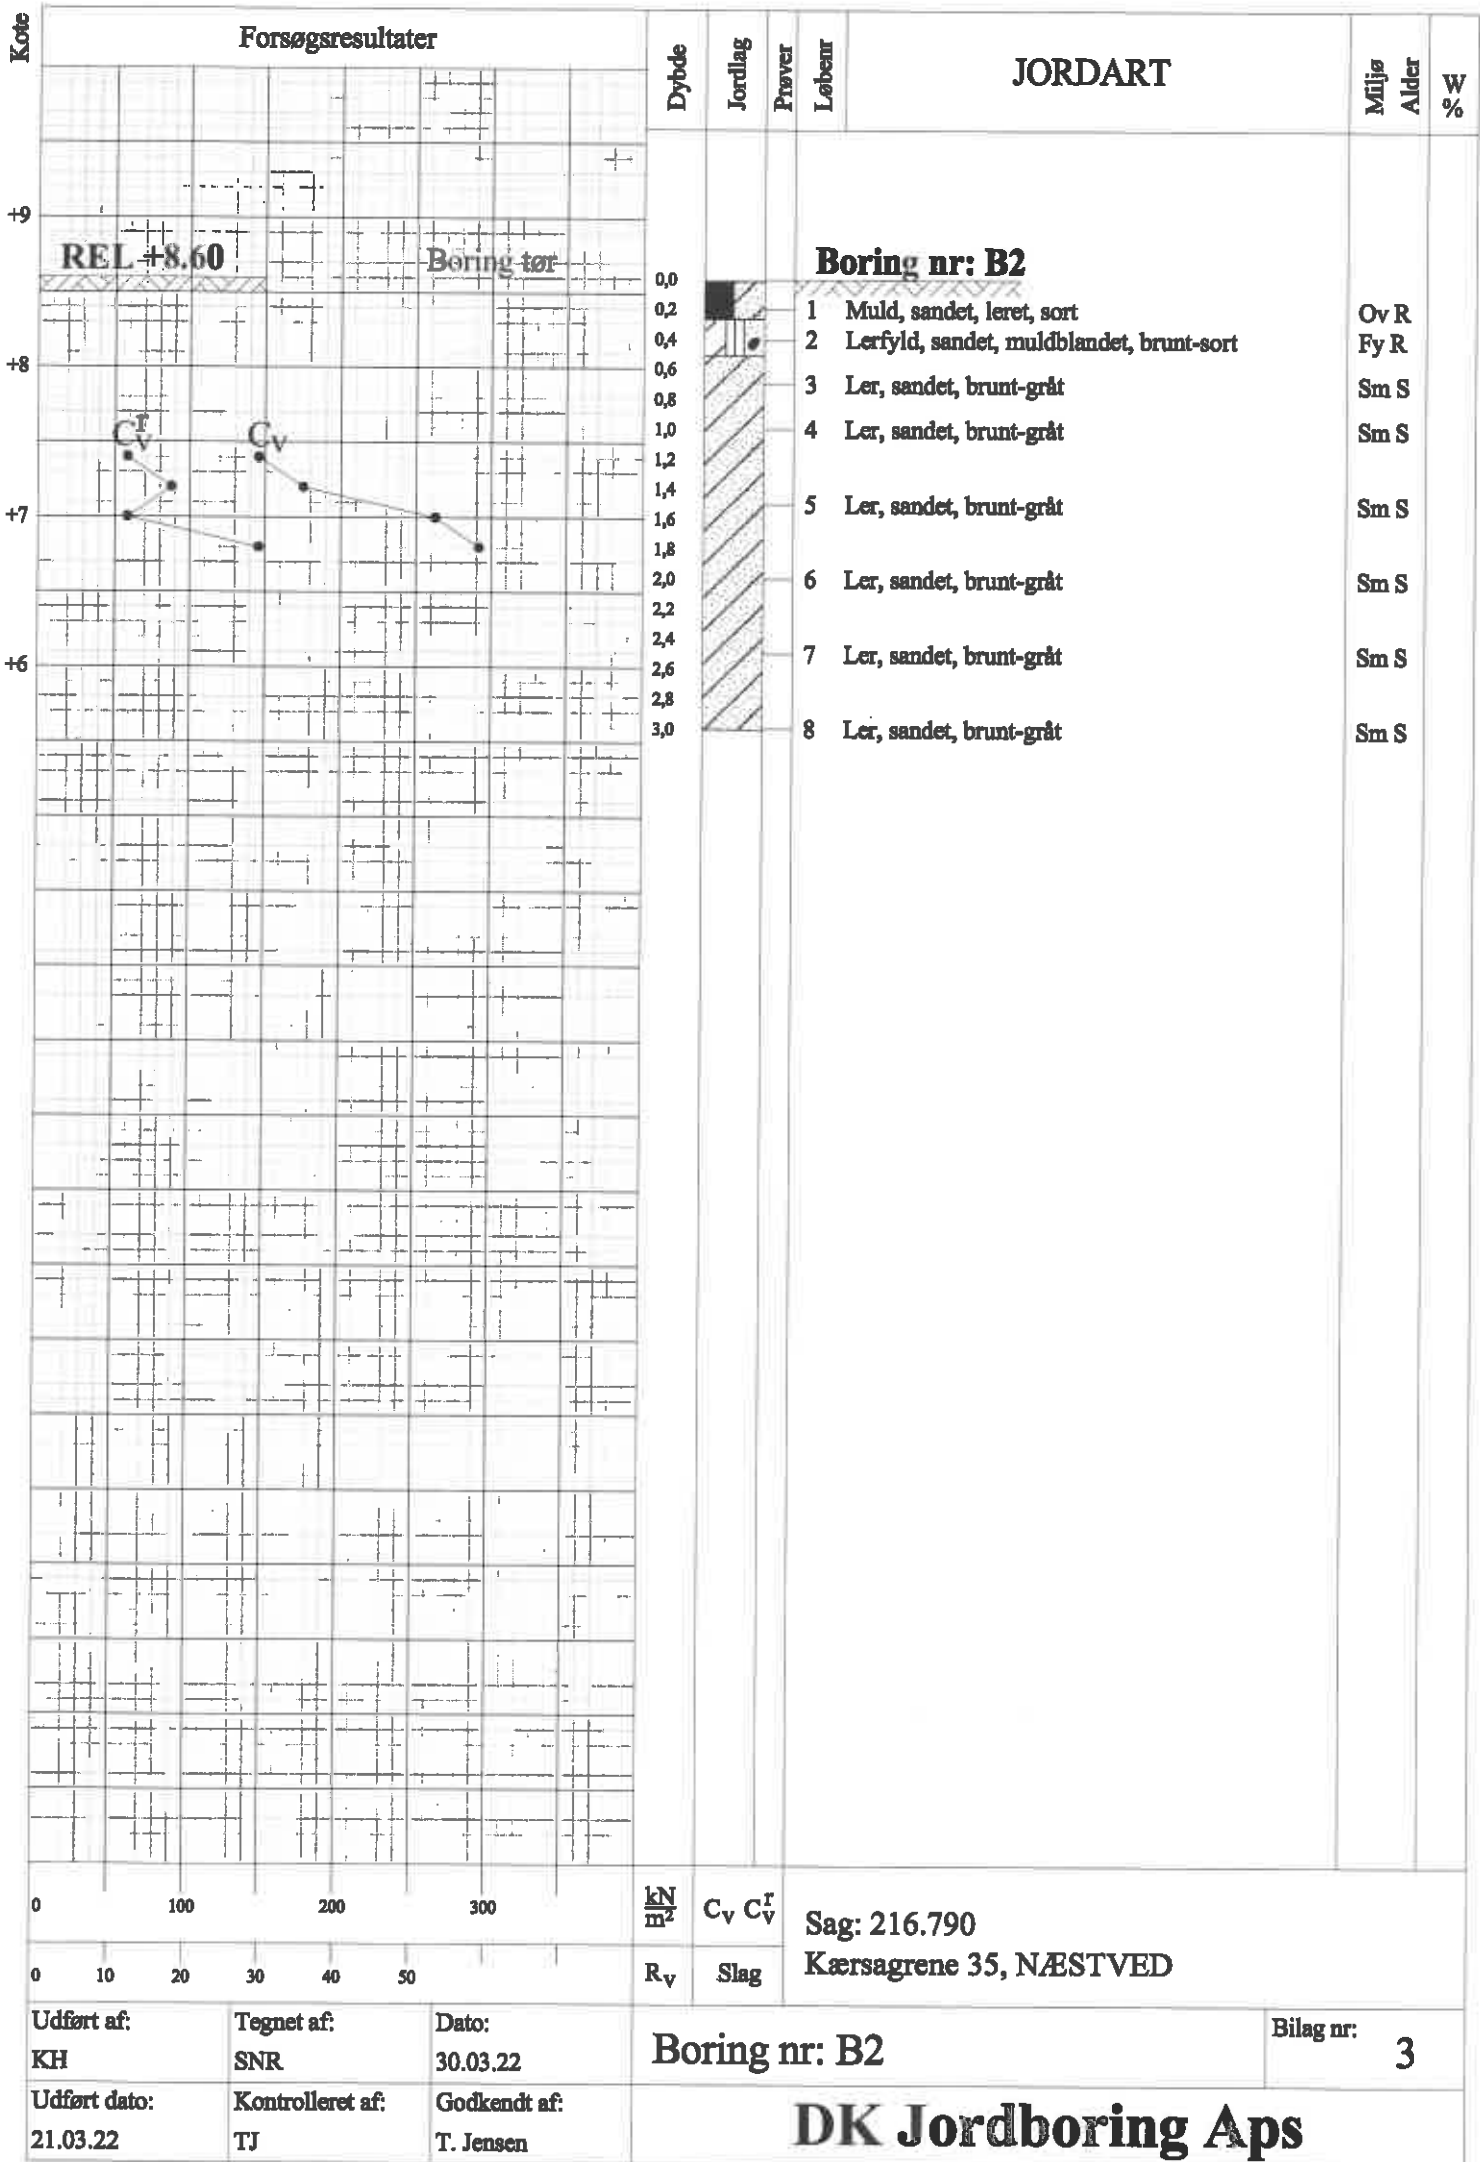 Kote
Forsøgsresultater
Dybde
Jordlag
Prøver
Løbenr
JORDART
Miljø
Alder
W
%
+9
REL +8.60
Boring tør
Boring nr: B2
0,0
0,2
1 Muld, sandet, leret, sort Ov R
0,4
2 Lerfyld, sandet, muldblandet, brunt-sort Fy R
+8
0,6
3 Ler, sandet, brunt-gråt Sm S
0,8
C_v^r
C_v
1,0
4 Ler, sandet, brunt-gråt Sm S
1,2
1,4
5 Ler, sandet, brunt-gråt Sm S
+7
1,6
1,8
2,0
6 Ler, sandet, brunt-gråt Sm S
2,2
2,4
7 Ler, sandet, brunt-gråt Sm S
+6
2,6
2,8
3,0
8 Ler, sandet, brunt-gråt Sm S
0 100 200 300
kN/m²
C_v C_v^r
Sag: 216.790
Kærsagrene 35, NÆSTVED
0 10 20 30 40 50
R_v
Slag
Udført af:
KH
Tegnet af:
SNR
Dato:
30.03.22
Boring nr: B2
Bilag nr:
3
Udført dato:
21.03.22
Kontrolleret af:
TJ
Godkendt af:
T. Jensen
DK Jordboring Aps